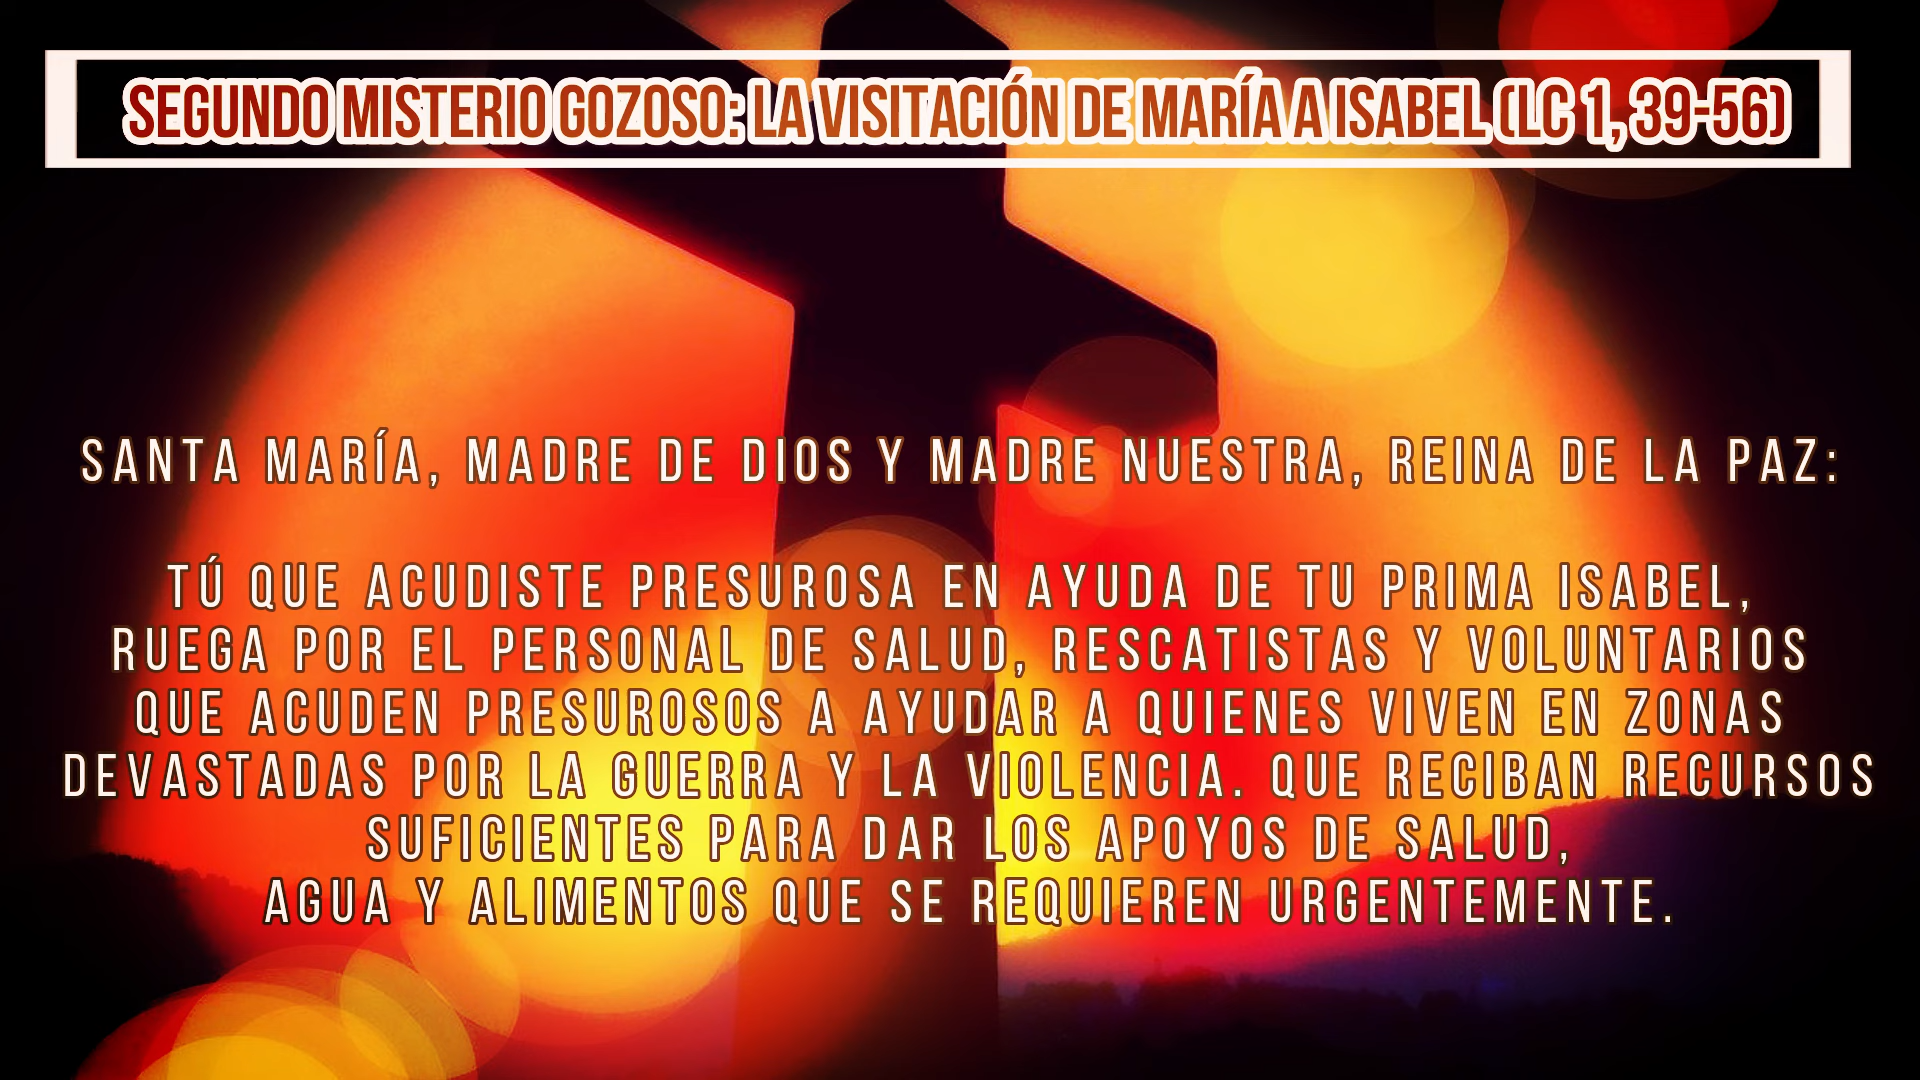 SEGUNDO MISTERIO GOZOSO: LA VISITACIÓN DE MARÍA A ISABEL (LC 1, 39-56)
SANTA MARÍA, MADRE DE DIOS Y MADRE NUESTRA, REINA DE LA PAZ:
TÚ QUE ACUDISTE PRESUROSA EN AYUDA DE TU PRIMA ISABEL,
RUEGA POR EL PERSONAL DE SALUD, RESCATISTAS Y VOLUNTARIOS
QUE ACUDEN PRESUROSOS A AYUDAR A QUIENES VIVEN EN ZONAS
DEVASTADAS POR LA GUERRA Y LA VIOLENCIA. QUE RECIBAN RECURSOS
SUFICIENTES PARA DAR LOS APOYOS DE SALUD,
AGUA Y ALIMENTOS QUE SE REQUIEREN URGENTEMENTE.